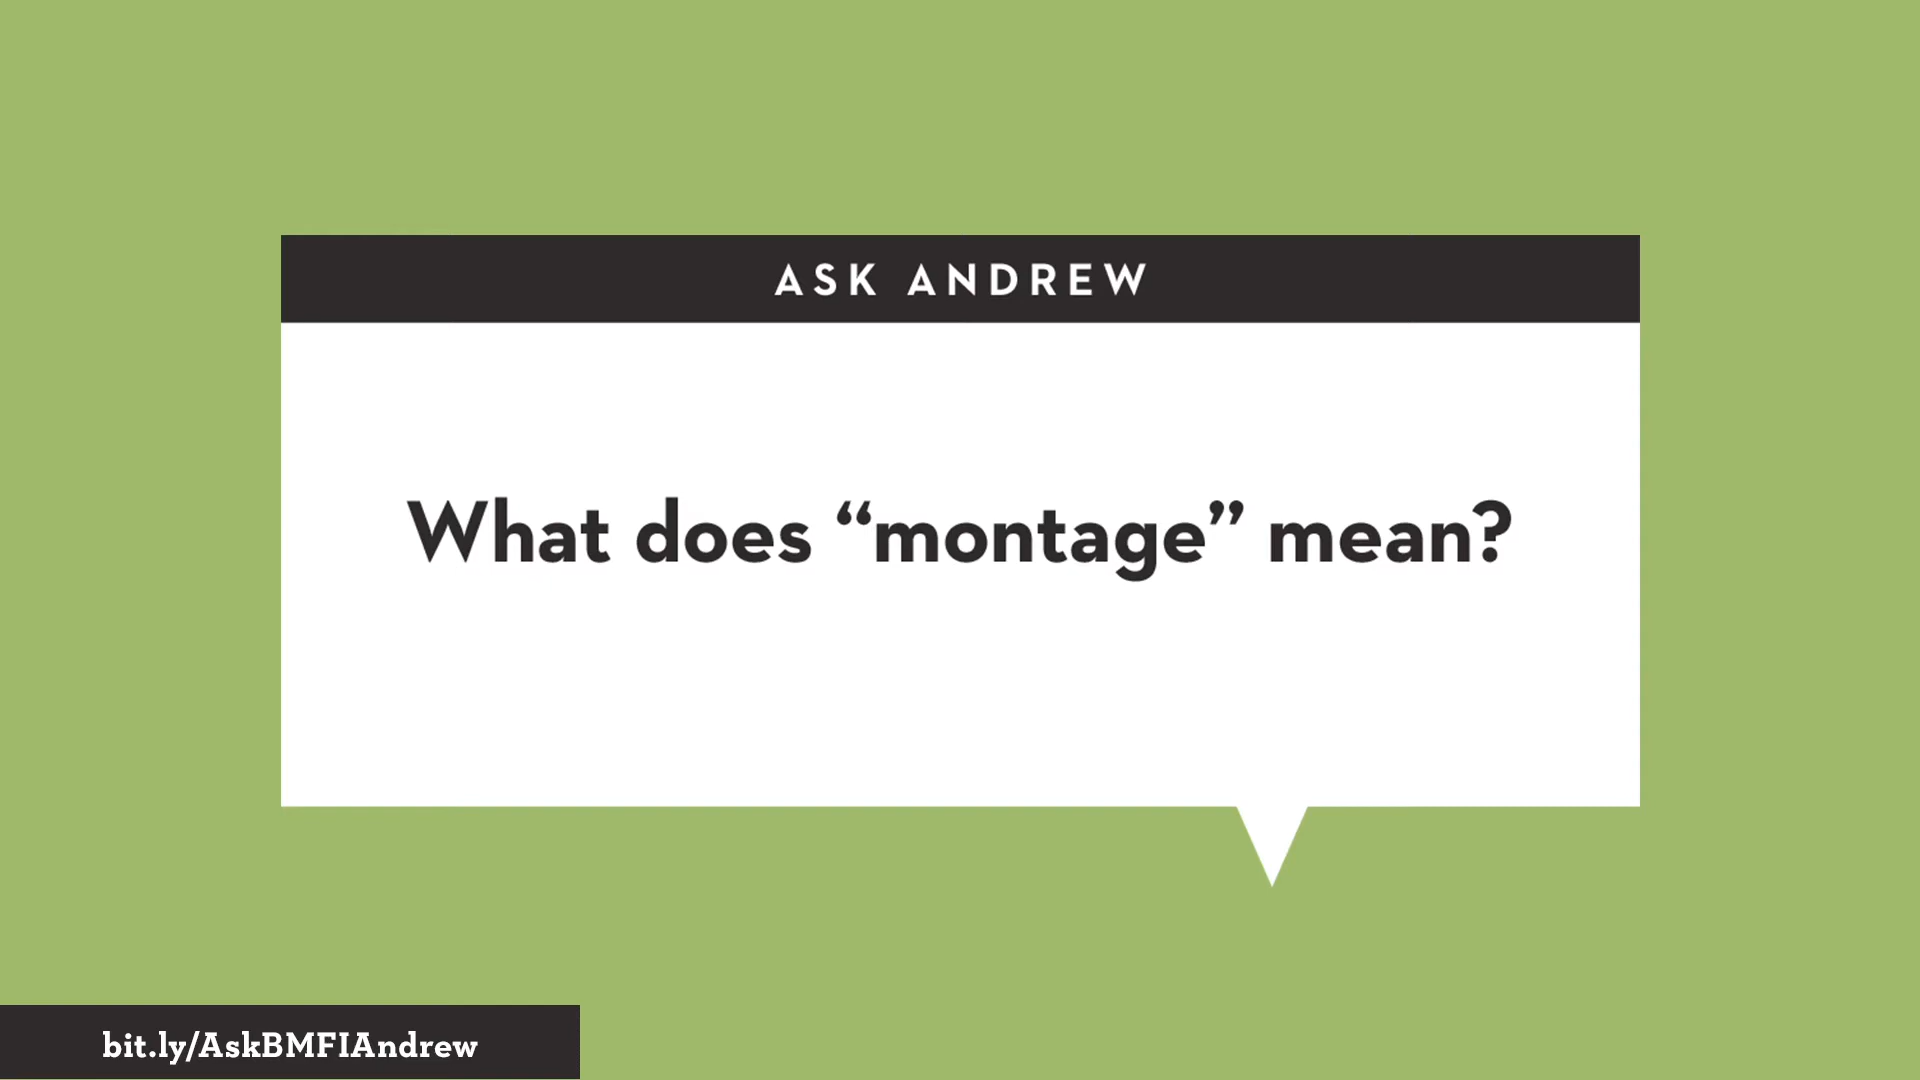 ASK ANDREW
What does “montage” mean?
bit.ly/AskBMFIAndrew